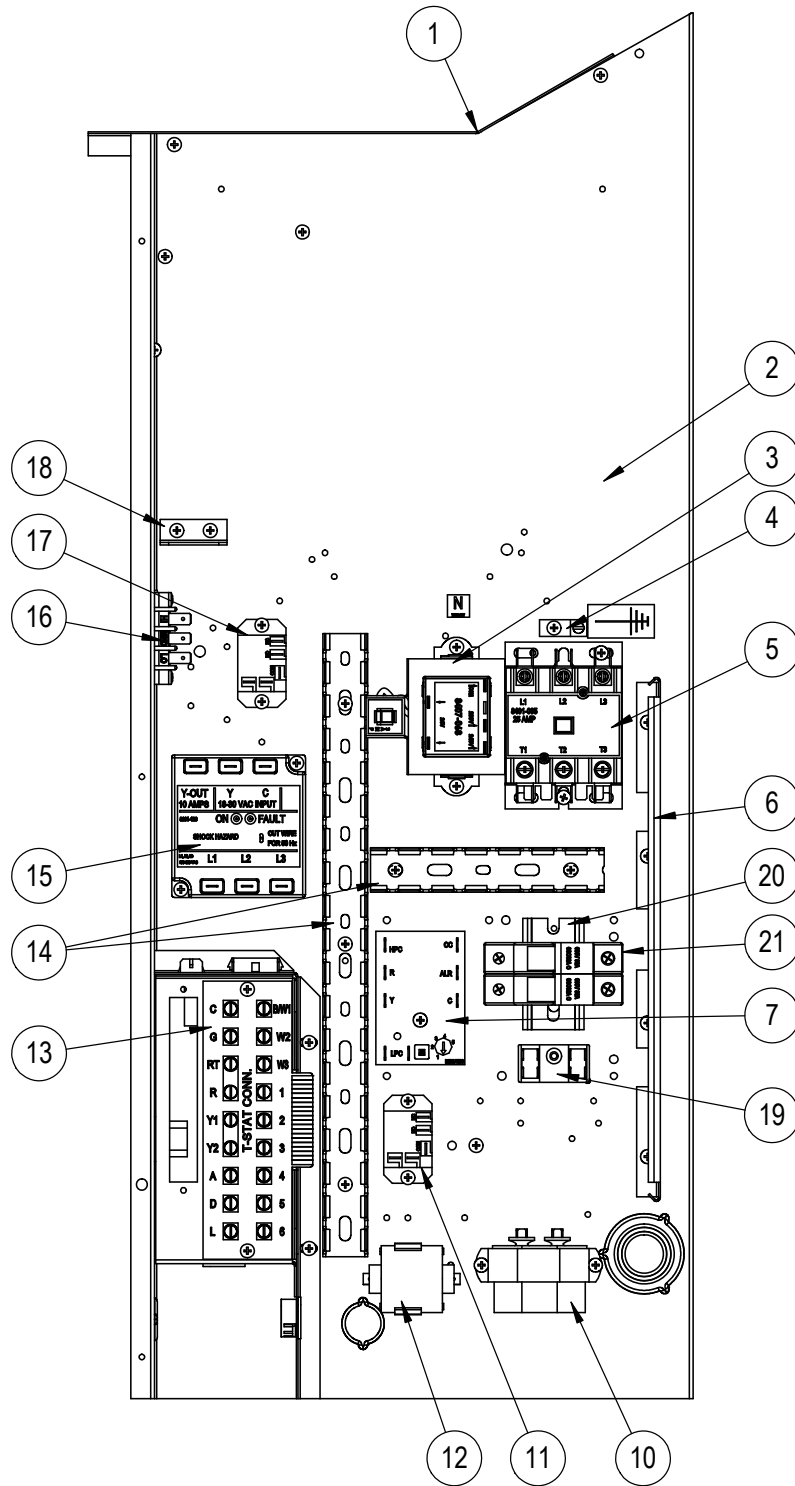 1
2
3
4
5
6
20
21
7
19
10
11
12
13
14
15
16
17
18
N
L1 L2 L3
25 AMP
T1 T2 T3
Y-OUT Y C
10 AMPS 18-30 VAC INPUT
ON FAULT
SHOCK HAZARD
CUT WIRE
FOR 50 Hz
L1 L2 L3
HPC CC
R ALR
Y C
LPC
T-STAT CONN.
C B/W1
G W2
RT W3
R 1
Y1 2
Y2 3
A 4
D 5
L 6